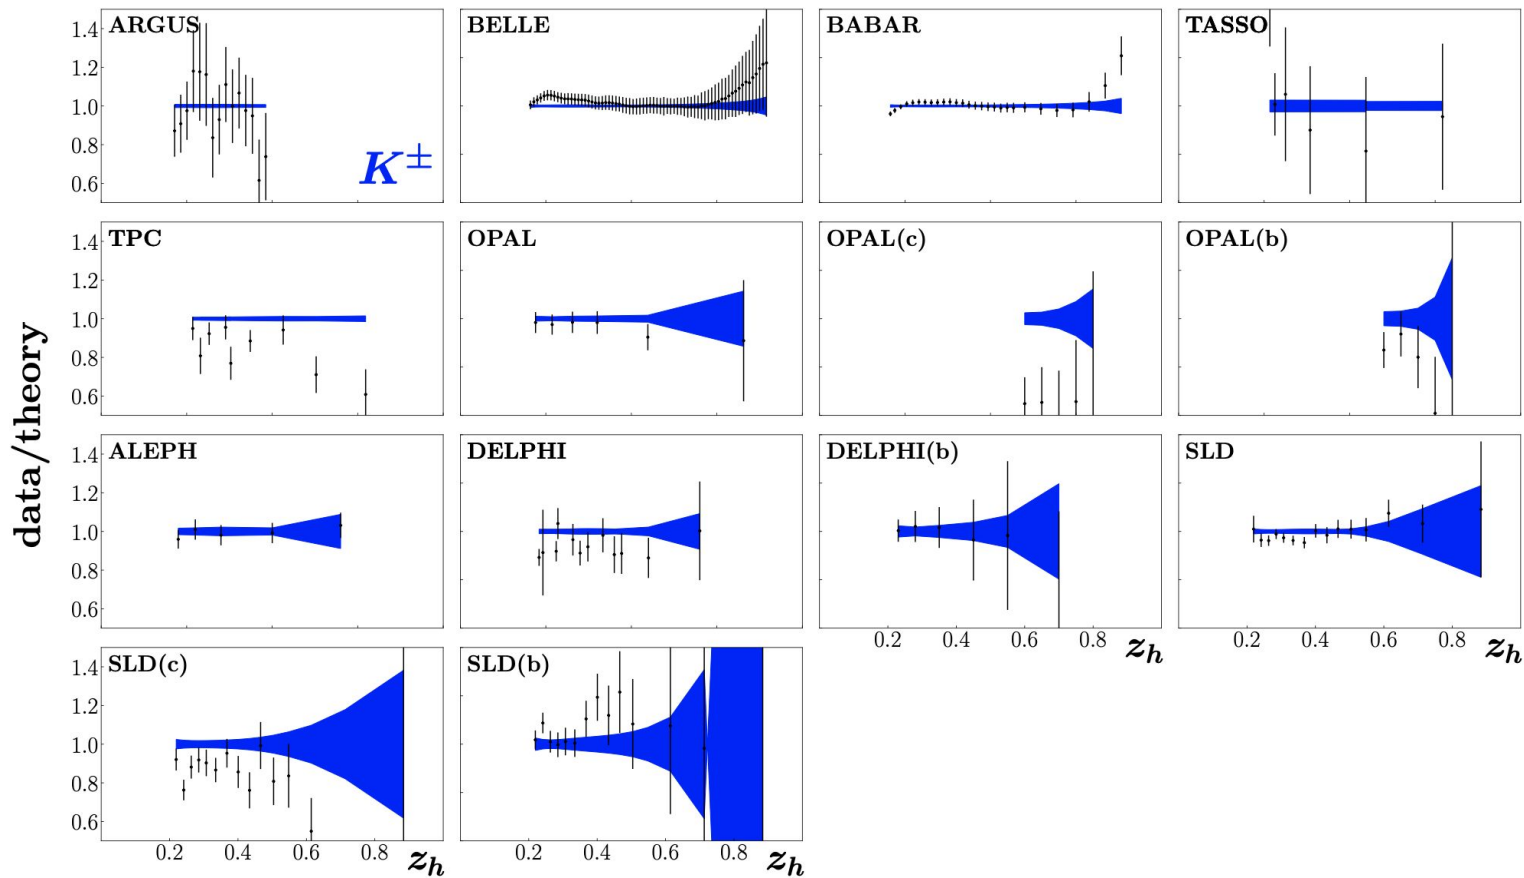 ARGUS BELLE BABAR TASSO
1.4
1.2
1.0
0.8
0.6
K±
TPC OPAL OPAL(c) OPAL(b)
1.4
1.2
1.0
0.8
0.6
data/theory
ALEPH DELPHI DELPHI(b) SLD
1.4
1.2
1.0
0.8
0.6
0.2 0.4 0.6 0.8 zh 0.2 0.4 0.6 0.8 zh
SLD(c) SLD(b)
1.4
1.2
1.0
0.8
0.6
0.2 0.4 0.6 0.8 zh 0.2 0.4 0.6 0.8 zh